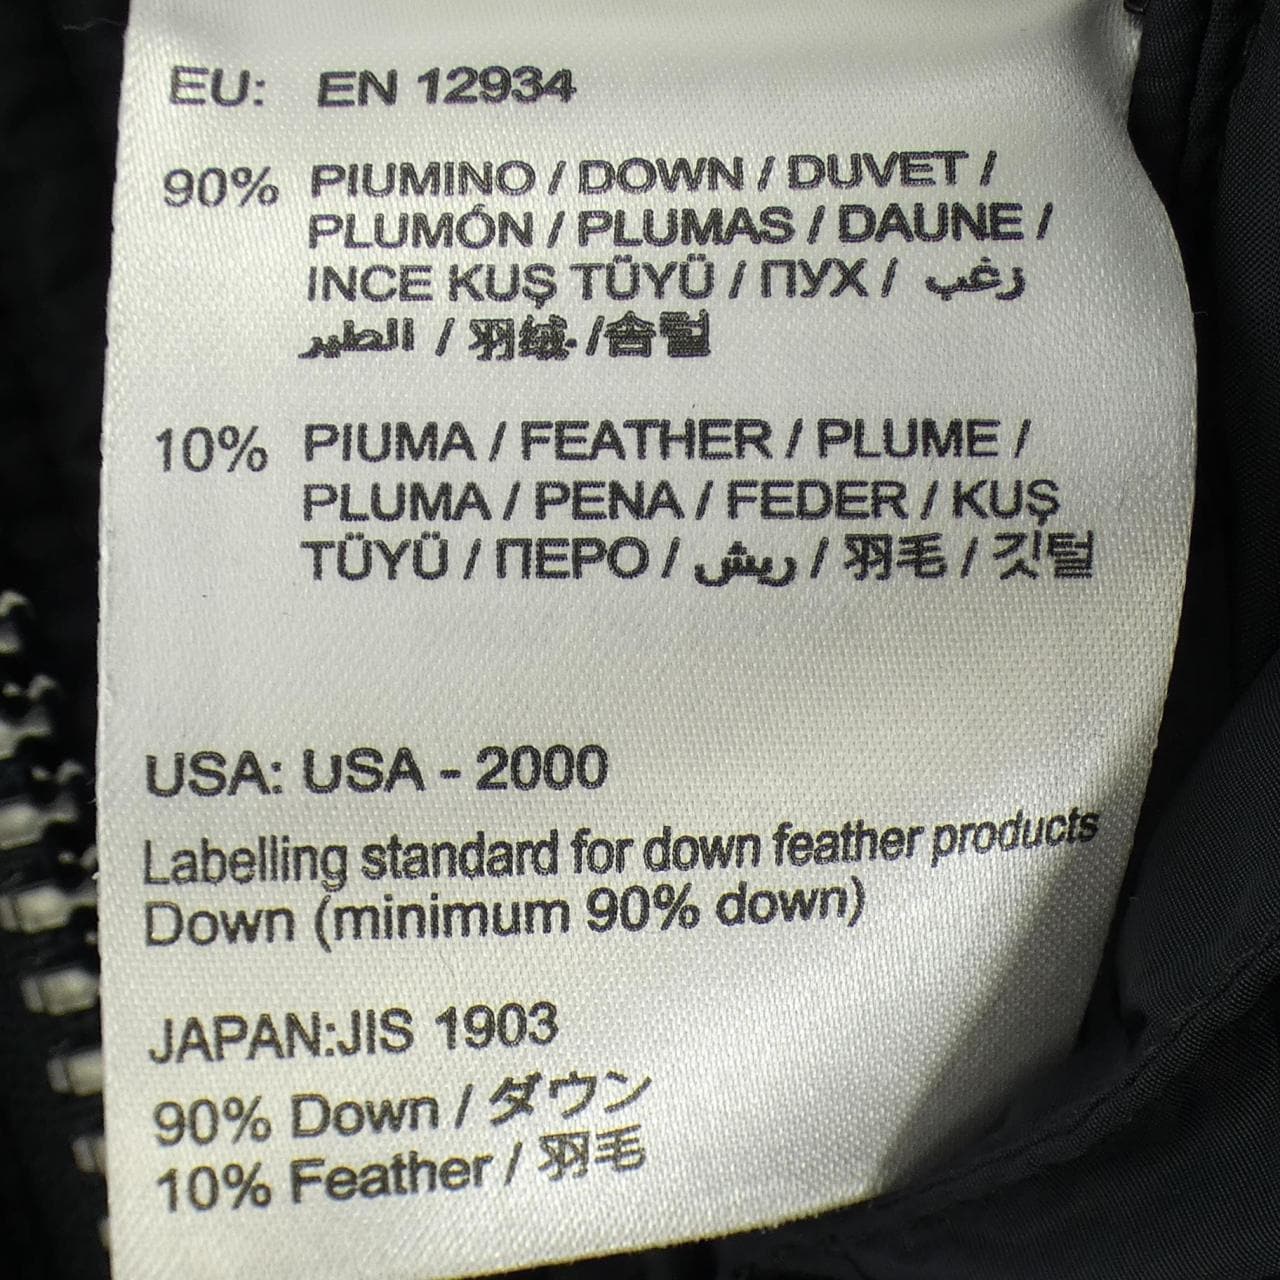 EU: EN 12934
90% PIUMINO / DOWN / DUVET /
PLUMÓN / PLUMAS / DAUNE /
INCE KUŞ TÜYÜ / ПУХ / زغب
الطير / 羽绒 /솜털
10% PIUMA / FEATHER / PLUME /
PLUMA / PENA / FEDER / KUŞ
TÜYÜ / ПЕРО / ريش / 羽毛 / 깃털
USA: USA - 2000
Labelling standard for down feather products
Down (minimum 90% down)
JAPAN:JIS 1903
90% Down / ダウン
10% Feather / 羽毛